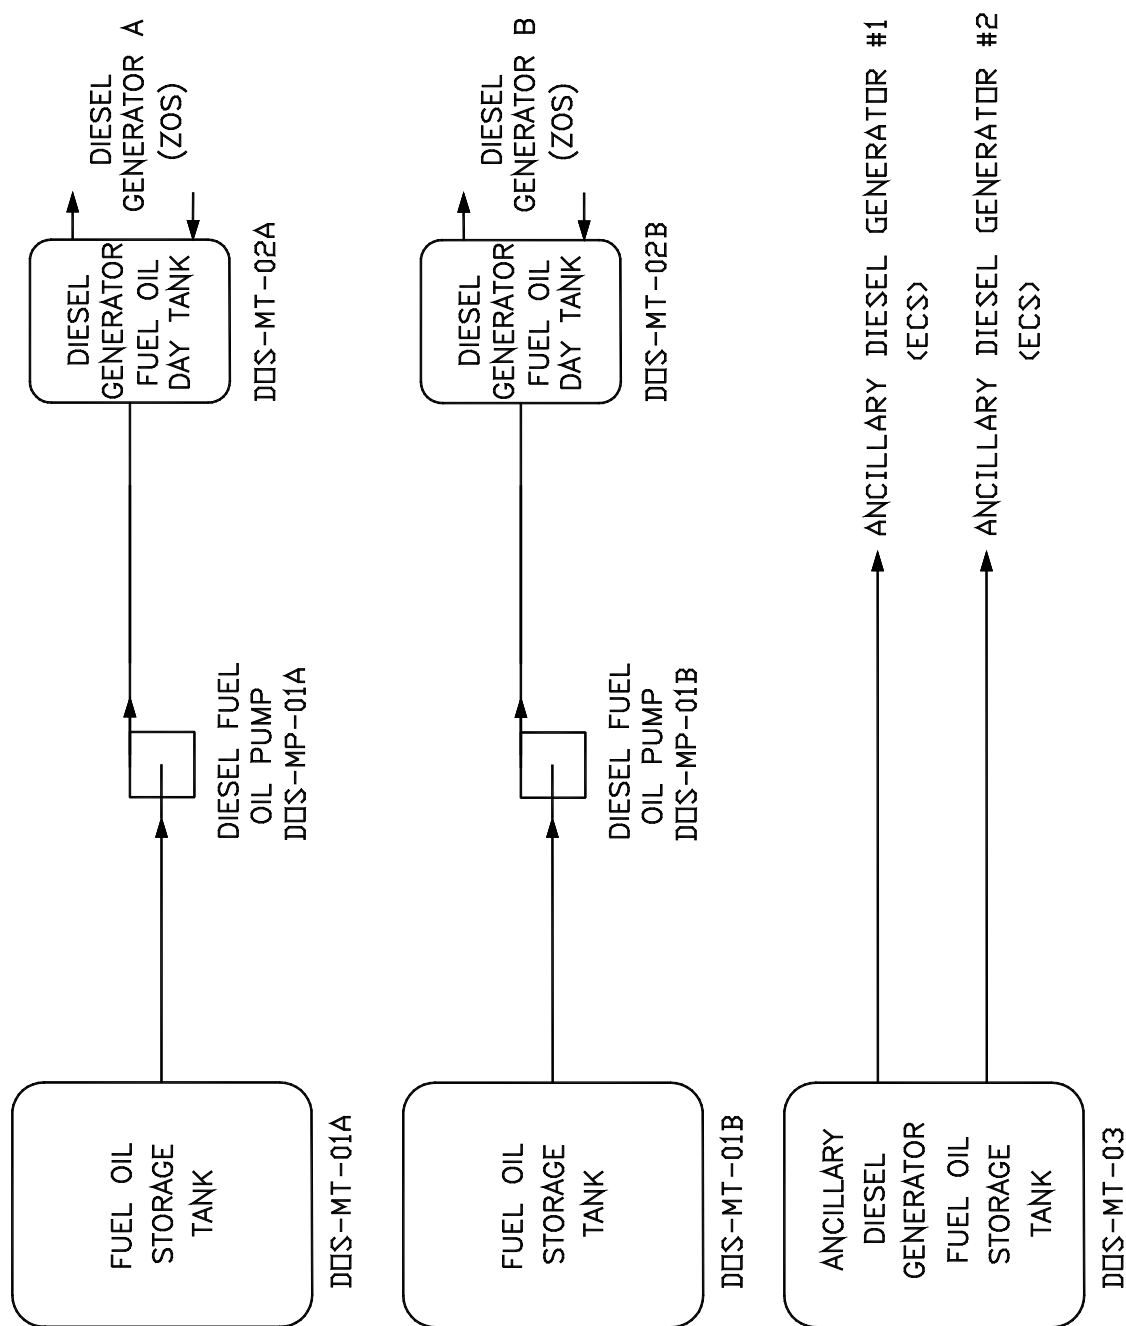 FUEL OIL
STORAGE
TANK
DOS-MT-01A
DIESEL FUEL
OIL PUMP
DOS-MP-01A
DIESEL
GENERATOR
FUEL OIL
DAY TANK
DOS-MT-02A
DIESEL
GENERATOR A
(ZOS)
FUEL OIL
STORAGE
TANK
DOS-MT-01B
DIESEL FUEL
OIL PUMP
DOS-MP-01B
DIESEL
GENERATOR
FUEL OIL
DAY TANK
DOS-MT-02B
DIESEL
GENERATOR B
(ZOS)
ANCILLARY
DIESEL
GENERATOR
FUEL OIL
STORAGE
TANK
DOS-MT-03
ANCILLARY DIESEL GENERATOR #1
(ECS)
ANCILLARY DIESEL GENERATOR #2
(ECS)